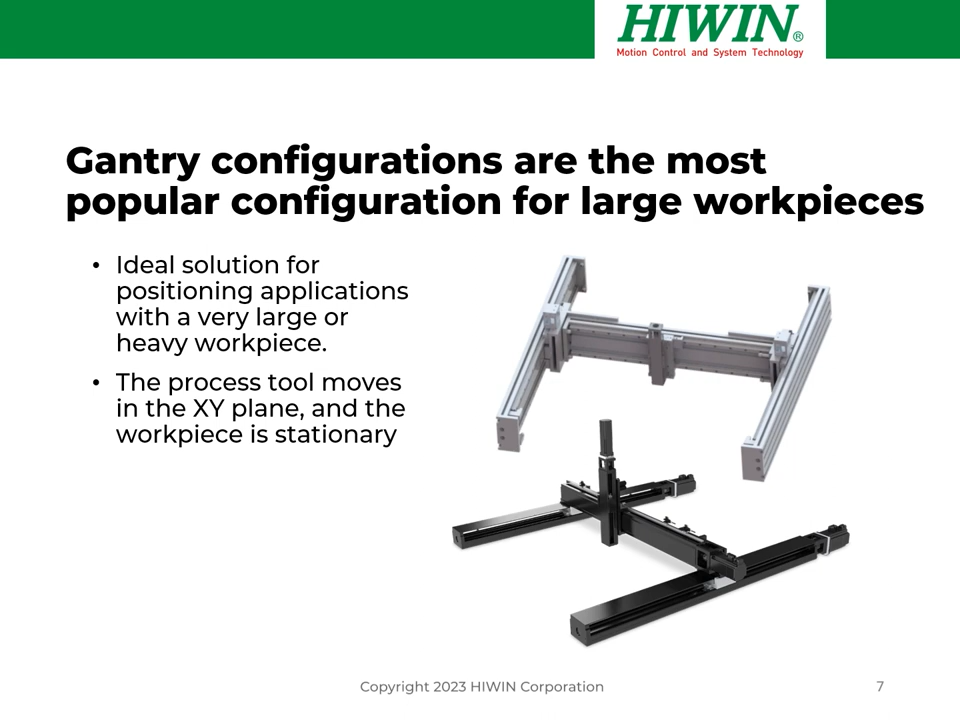 HIWIN®
Motion Control and System Technology
Gantry configurations are the most
popular configuration for large workpieces
• Ideal solution for
positioning applications
with a very large or
heavy workpiece.
• The process tool moves
in the XY plane, and the
workpiece is stationary
Copyright 2023 HIWIN Corporation
7